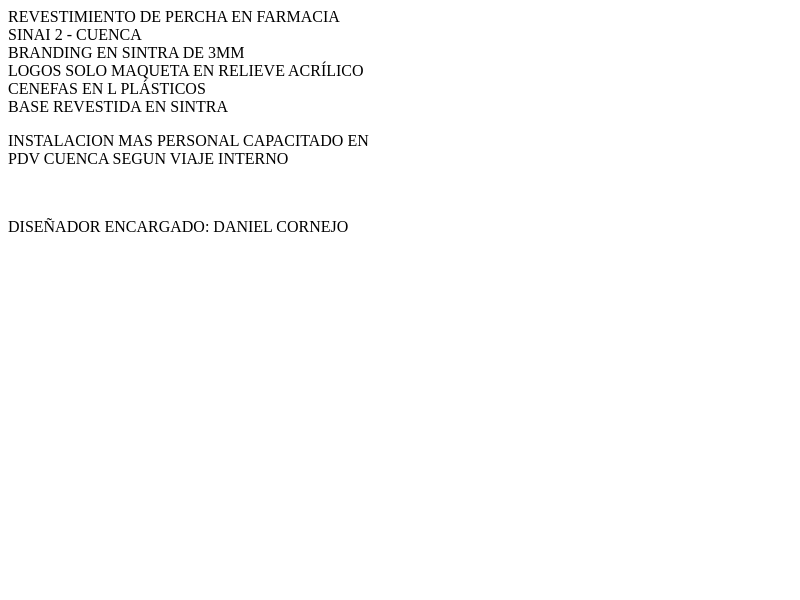 REVESTIMIENTO DE PERCHA EN FARMACIA
SINAI 2 - CUENCA
BRANDING EN SINTRA DE 3MM
LOGOS SOLO MAQUETA EN RELIEVE ACRÍLICO
CENEFAS EN L PLÁSTICOS
BASE REVESTIDA EN SINTRA
INSTALACION MAS PERSONAL CAPACITADO EN
PDV CUENCA SEGUN VIAJE INTERNO
DISEÑADOR ENCARGADO: DANIEL CORNEJO